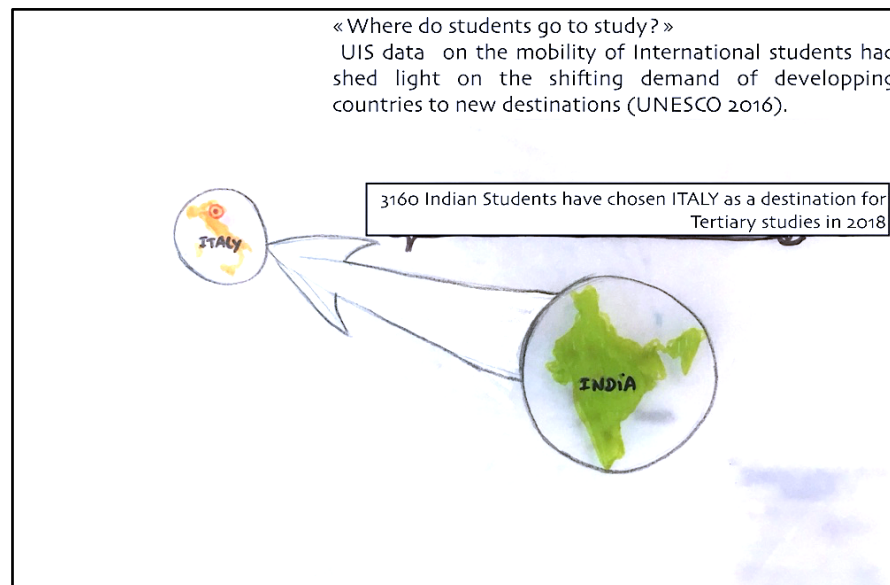 « Where do students go to study? »
UIS data on the mobility of International students had
shed light on the shifting demand of developping
countries to new destinations (UNESCO 2016).
3160 Indian Students have chosen ITALY as a destination for
Tertiary studies in 2018
ITALY
INDIA